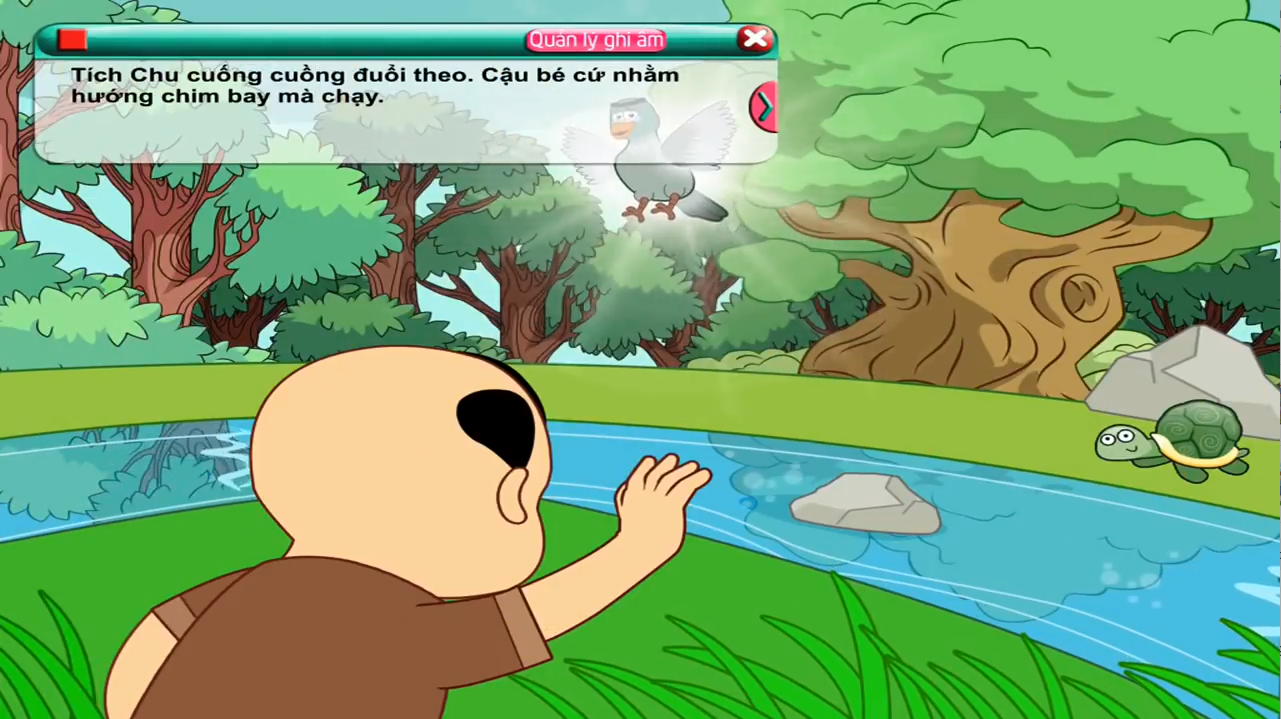 Quản lý ghi âm
Tích Chu cuống cuồng đuổi theo. Cậu bé cứ nhằm
hướng chim bay mà chạy.